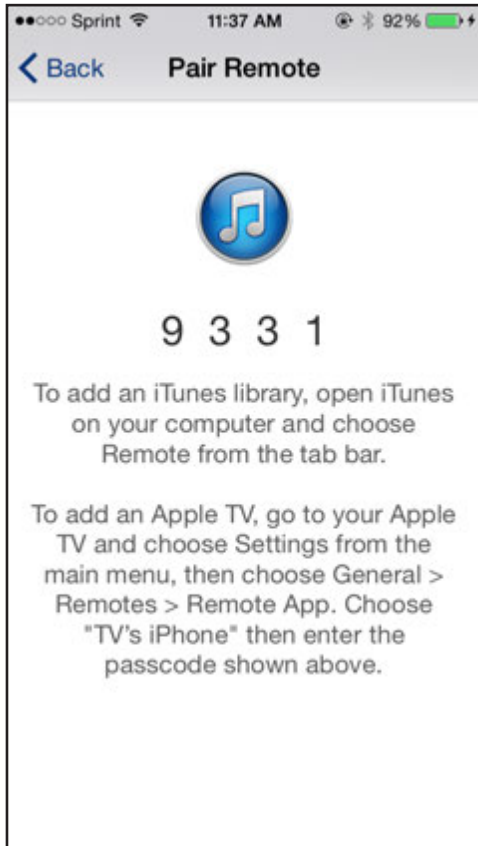 Sprint 11:37 AM 92%
Back Pair Remote
9 3 3 1
To add an iTunes library, open iTunes
on your computer and choose
Remote from the tab bar.
To add an Apple TV, go to your Apple
TV and choose Settings from the
main menu, then choose General >
Remotes > Remote App. Choose
"TV's iPhone" then enter the
passcode shown above.